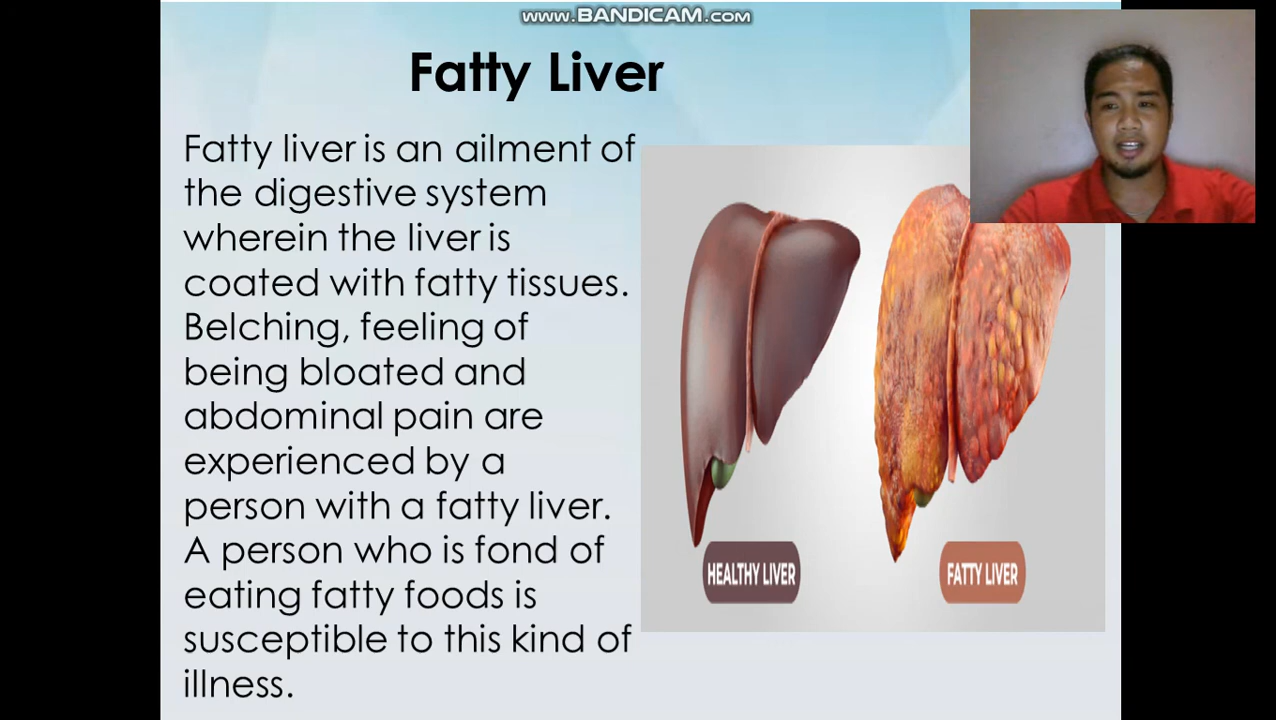 www.BANDICAM.com
Fatty Liver
Fatty liver is an ailment of
the digestive system
wherein the liver is
coated with fatty tissues.
Belching, feeling of
being bloated and
abdominal pain are
experienced by a
person with a fatty liver.
A person who is fond of
eating fatty foods is
susceptible to this kind of
illness.
HEALTHY LIVER
FATTY LIVER